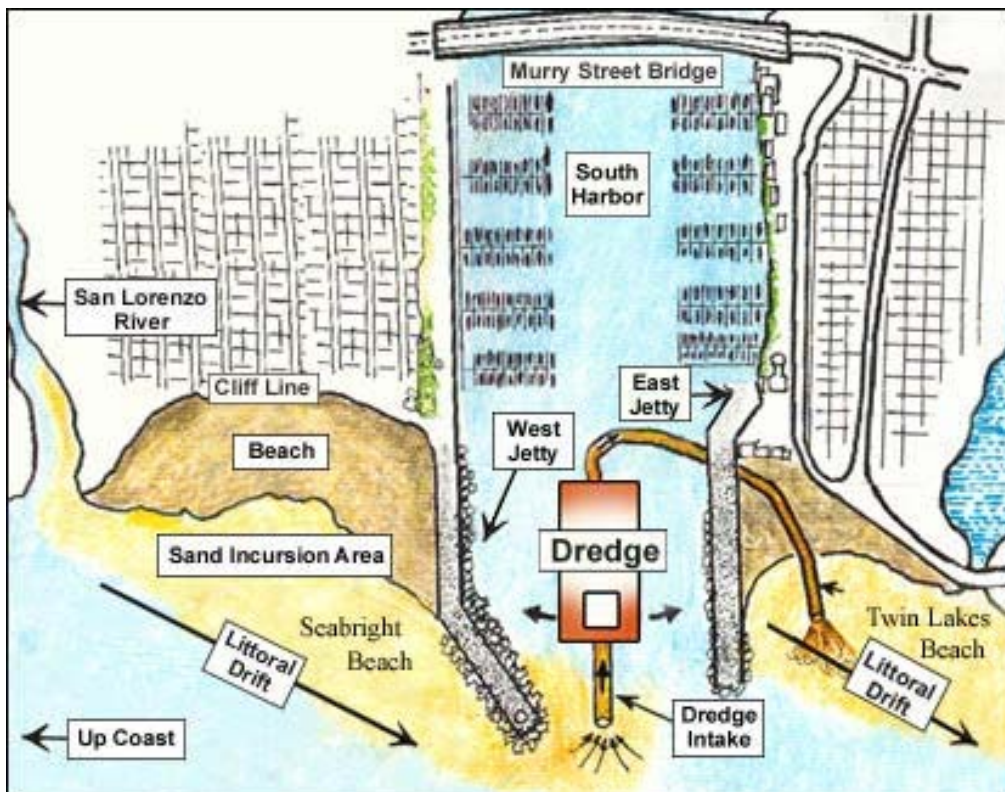 Murry Street Bridge
South
Harbor
San Lorenzo
River
Cliff Line
East
Jetty
West
Jetty
Beach
Dredge
Sand Incursion Area
Seabright
Beach
Littoral
Drift
Twin Lakes
Beach
Littoral
Drift
Up Coast
Dredge
Intake